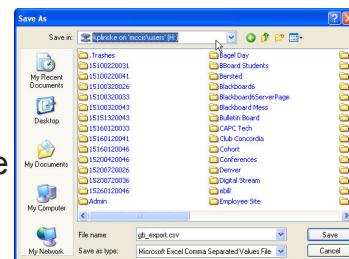 Save As
Save in: kplinske on 'mccis\users' (H:)
My Recent Documents
Desktop
My Documents
My Computer
My Network
.Trashes
15100220031
15100220041
15100320026
15100320033
15100320043
15151320043
15160120033
15160120041
15160120046
15200420046
15200720026
15200720036
15260120046
Admin
Bagel Day
BBoard Students
Bersted
Blackboard6
Blackboard6ServerPage
Blackboard Mess
Bulletin Board
CAPC Tech
Club Concordia
Cohort
Conferences
Denver
Digital Stream
ebill
Employee Site
File name: gb_export.csv
Save
Save as type: Microsoft Excel Comma Separated Values File
Cancel
e